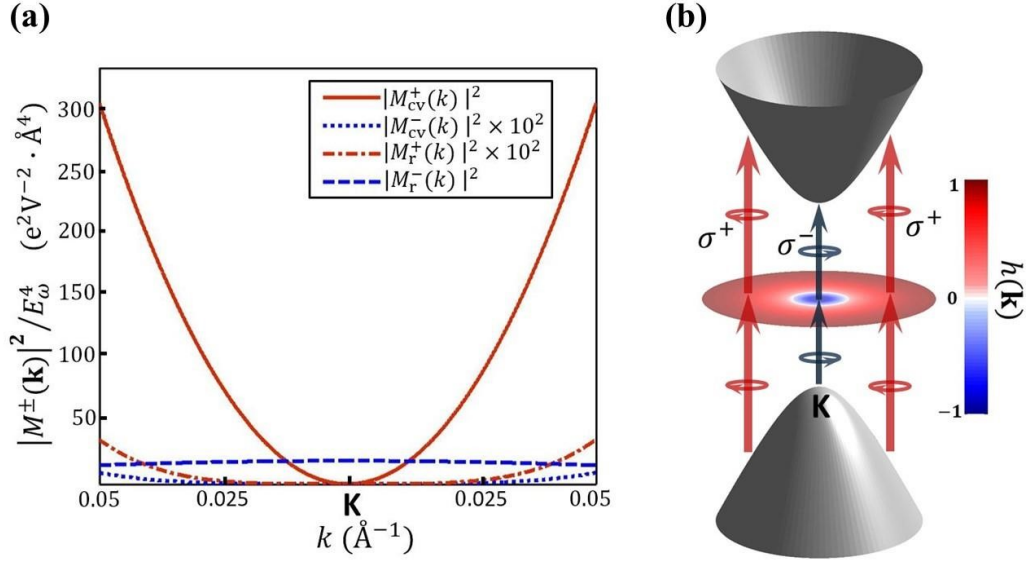 (a)
|M⁺cv(k) |²
|M⁻cv(k) |² × 10²
|M⁺r(k) |² × 10²
|M⁻r(k) |²
300
250
200
150
100
50
|M±(𝐤)|²/E⁴ω (e²V⁻² · Å⁴)
0.05 0.025 K 0.025 0.05
k (Å⁻¹)
(b)
σ⁺ σ⁻ σ⁺
K
1
0
−1
h(𝐤)